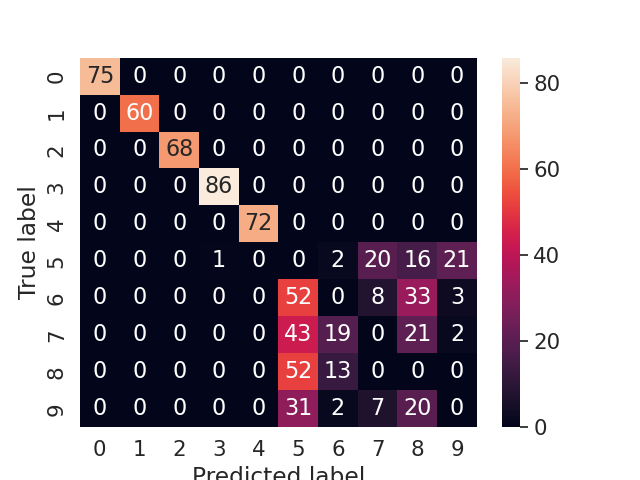 0 75 0 0 0 0 0 0 0 0 0
1 0 60 0 0 0 0 0 0 0 0
2 0 0 68 0 0 0 0 0 0 0
3 0 0 0 86 0 0 0 0 0 0
4 0 0 0 0 72 0 0 0 0 0
5 0 0 0 1 0 0 2 20 16 21
6 0 0 0 0 0 52 0 8 33 3
7 0 0 0 0 0 43 19 0 21 2
8 0 0 0 0 0 52 13 0 0 0
9 0 0 0 0 0 31 2 7 20 0
0 1 2 3 4 5 6 7 8 9
True label
Predicted label
80
60
40
20
0